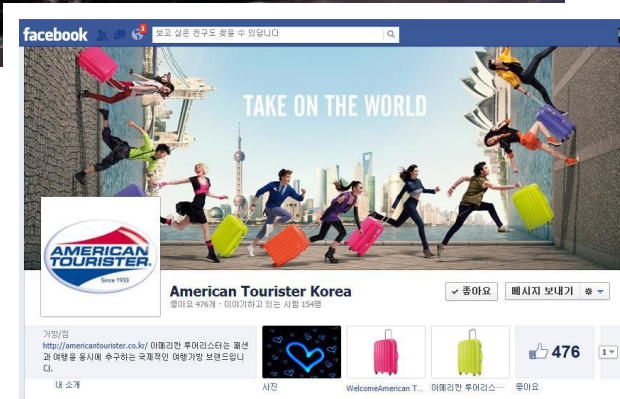 facebook
1
보고 싶은 친구도 찾을 수 있답니다
TAKE ON THE WORLD
AMERICAN
TOURISTER®
Since 1933
American Tourister Korea
좋아요 476개 · 이야기하고 있는 사람 154명
✓ 좋아요
메시지 보내기
가방/짐
http://americantourister.co.kr/ 아메리칸 투어리스터는 패션
과 여행을 동시에 추구하는 국제적인 여행가방 브랜드입니
다.
내 소개
사진
WelcomeAmerican T...
아메리칸 투어리스...
476
좋아요
1